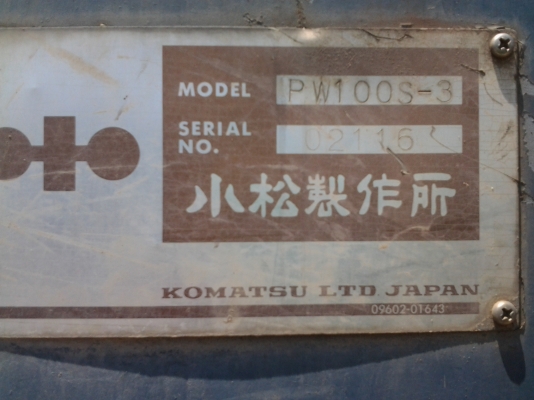 MODEL PW100S-3
SERIAL
NO. 02116
小松製作所
KOMATSU LTD. JAPAN
09602-01643